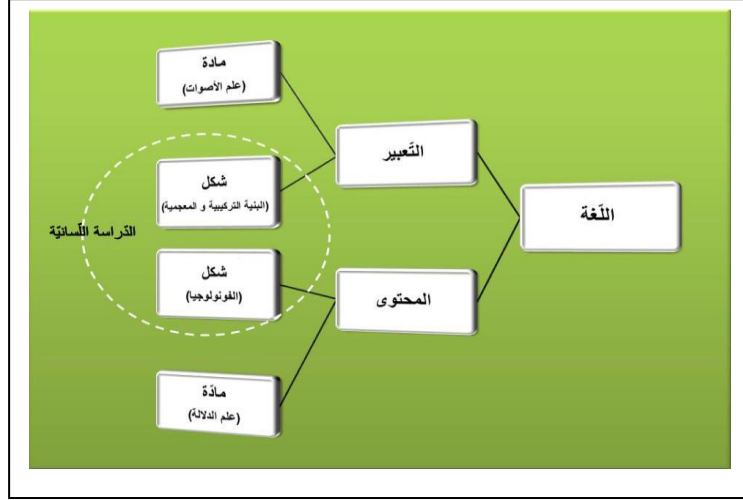 اللّغة
التّعبير
مادة
(علم الأصوات)
شكل
(البنية التركيبية و المعجمية)
المحتوى
شكل
(الفونولوجيا)
مادّة
(علم الدلالة)
الدّراسة اللّسانيّة